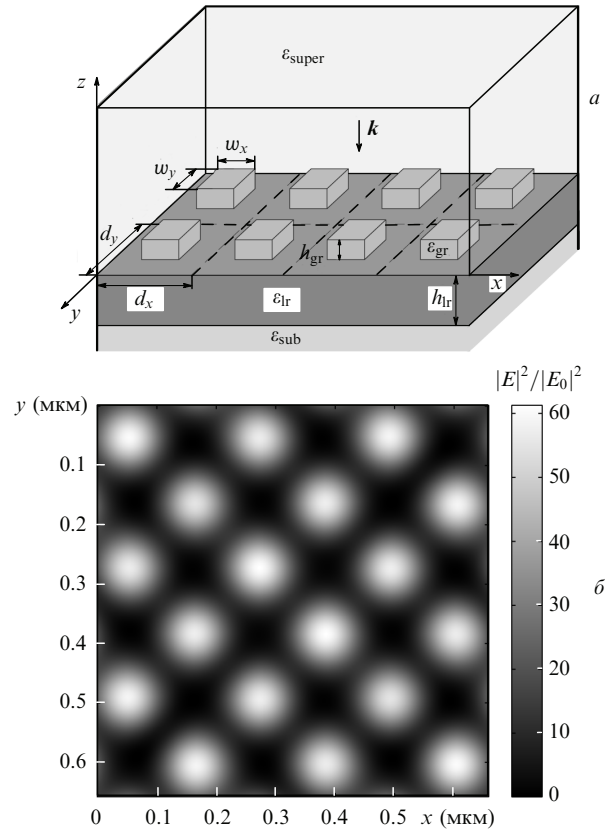 z
ε_super
a
k
w_x
w_y
d_y
h_gr
ε_gr
y
d_x
ε_lr
h_lr
x
ε_sub
|E|²/|E₀|²
y (мкм)
0.1
0.2
0.3
0.4
0.5
0.6
0
0.1
0.2
0.3
0.4
0.5
x (мкм)
60
50
40
30
20
10
0
б